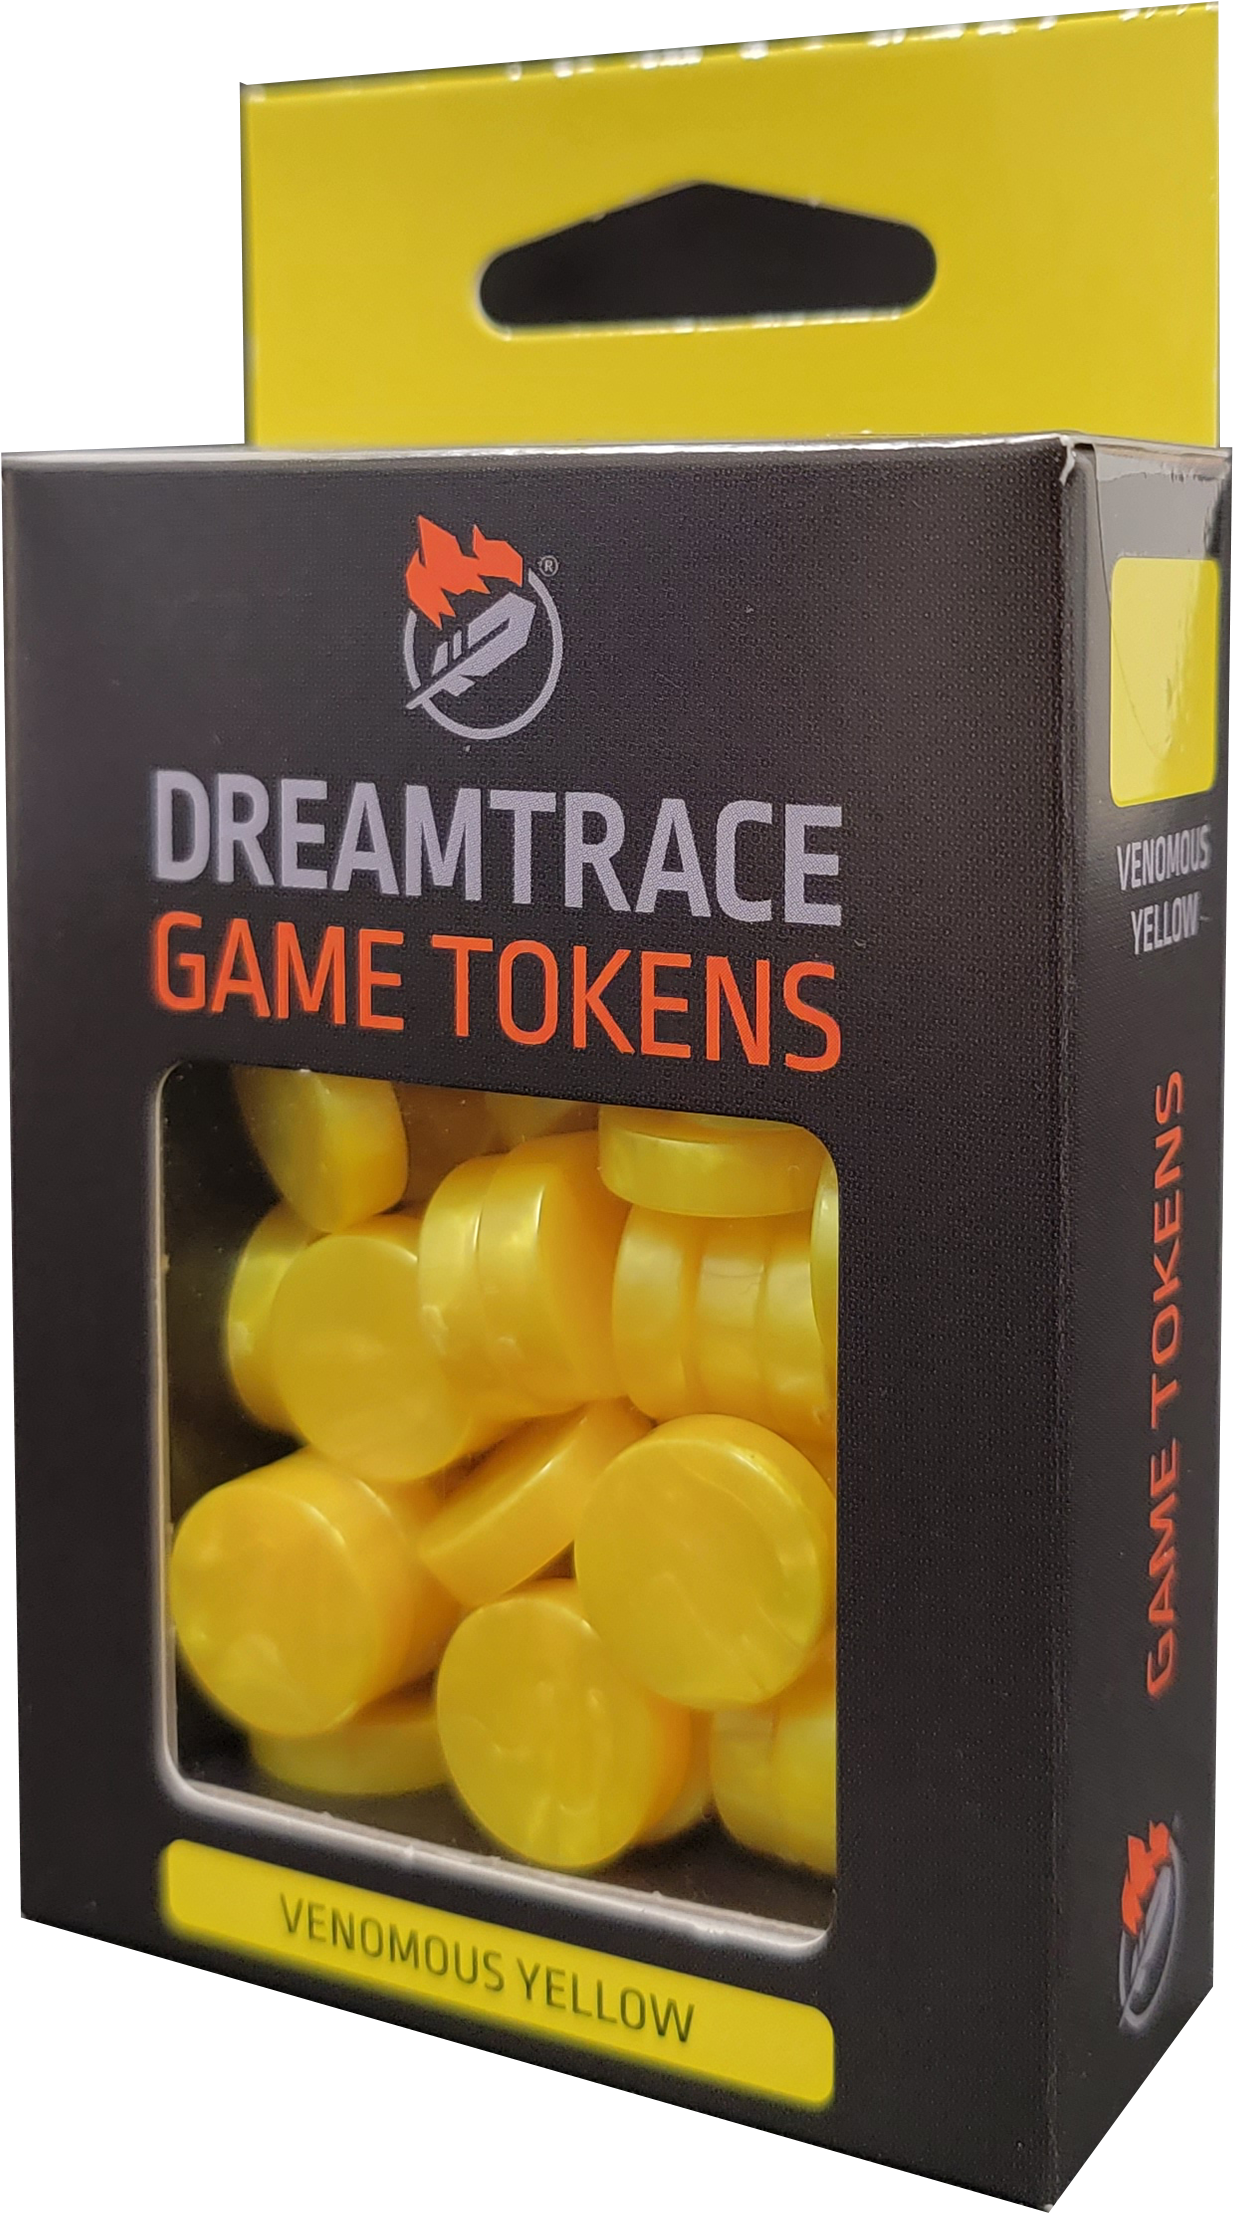 ®
DREAMTRACE
GAME TOKENS
VENOMOUS YELLOW
VENOMOUS
YELLOW
GAME TOKENS